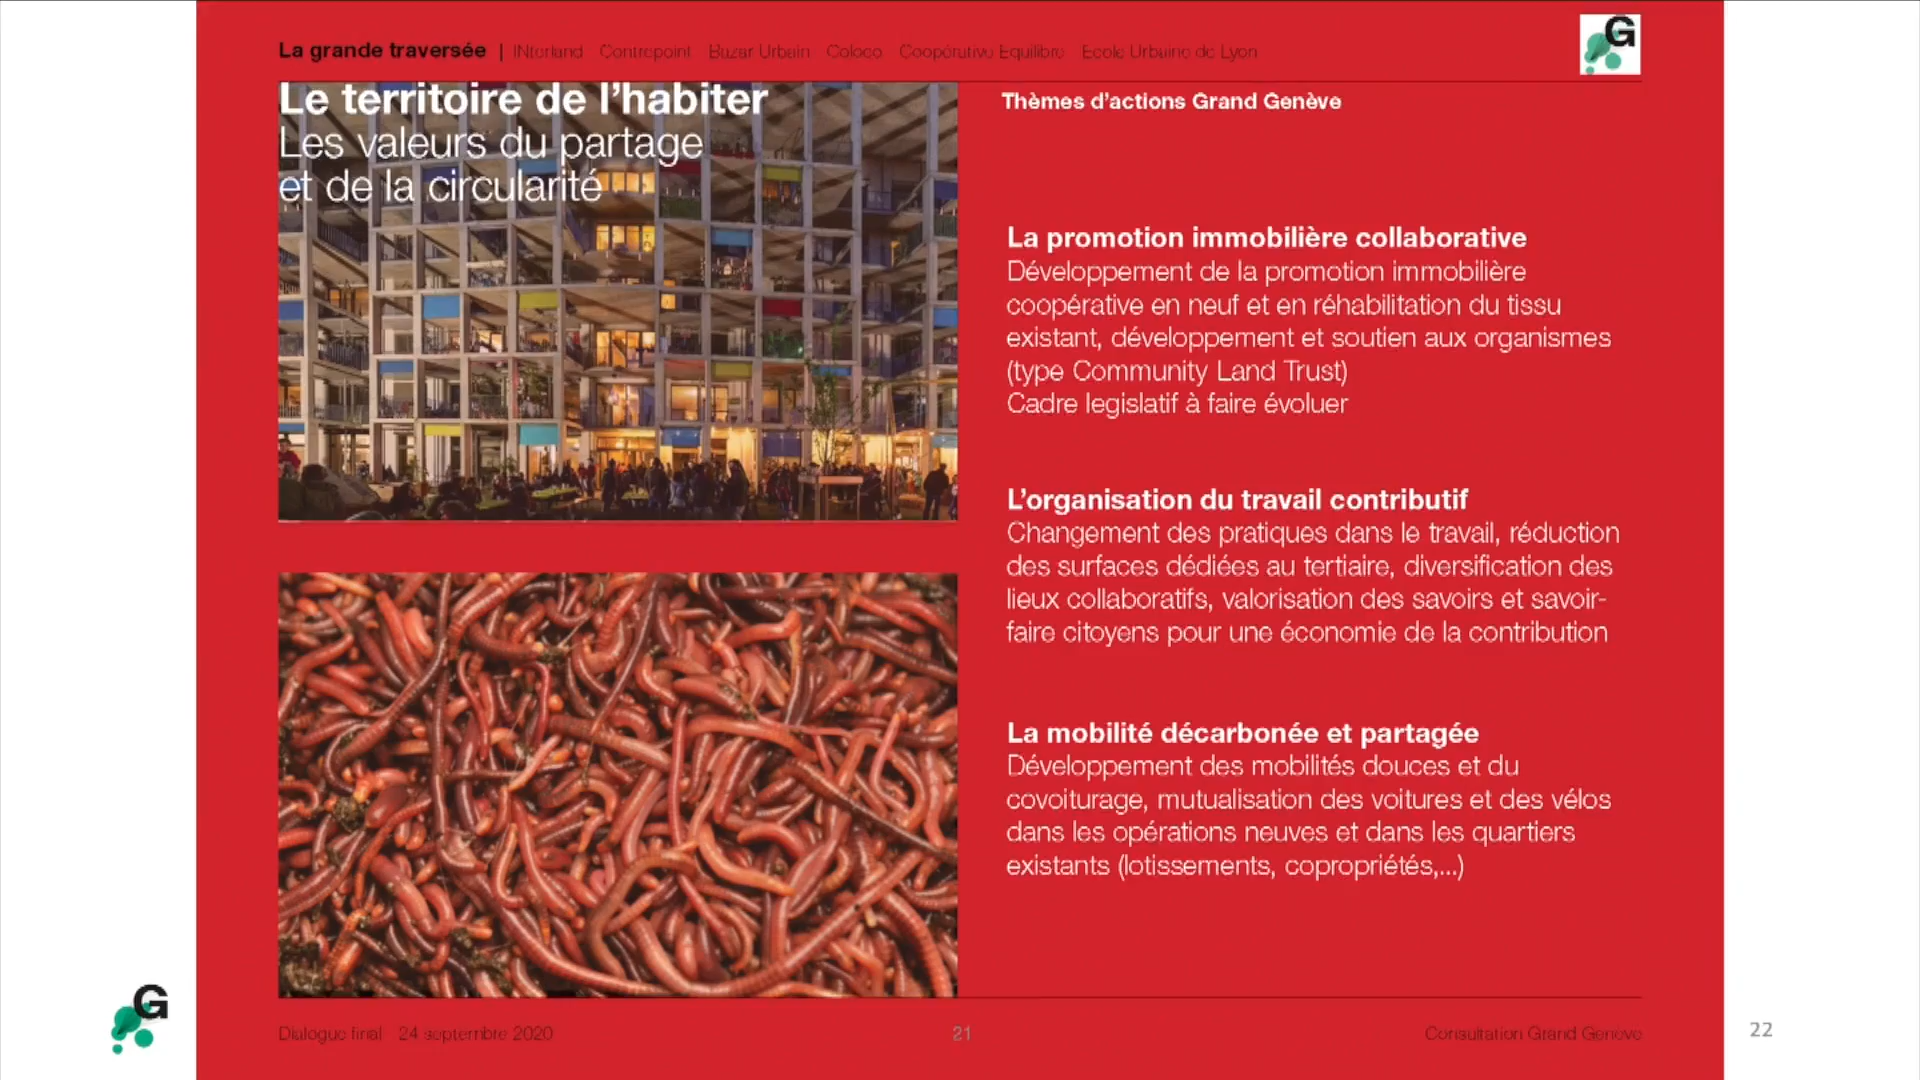 La grande traversée | INterland Contrepoint Bazar Urbain Coloco Coopérative Equilibre Ecole Urbaine de Lyon
G
Le territoire de l'habiter
Les valeurs du partage
et de la circularité
Thèmes d'actions Grand Genève
La promotion immobilière collaborative
Développement de la promotion immobilière
coopérative en neuf et en réhabilitation du tissu
existant, développement et soutien aux organismes
(type Community Land Trust)
Cadre legislatif à faire évoluer
L'organisation du travail contributif
Changement des pratiques dans le travail, réduction
des surfaces dédiées au tertiaire, diversification des
lieux collaboratifs, valorisation des savoirs et savoir-
faire citoyens pour une économie de la contribution
La mobilité décarbonée et partagée
Développement des mobilités douces et du
covoiturage, mutualisation des voitures et des vélos
dans les opérations neuves et dans les quartiers
existants (lotissements, copropriétés,...)
G
Dialogue final 24 septembre 2020
21
Consultation Grand Genève
22